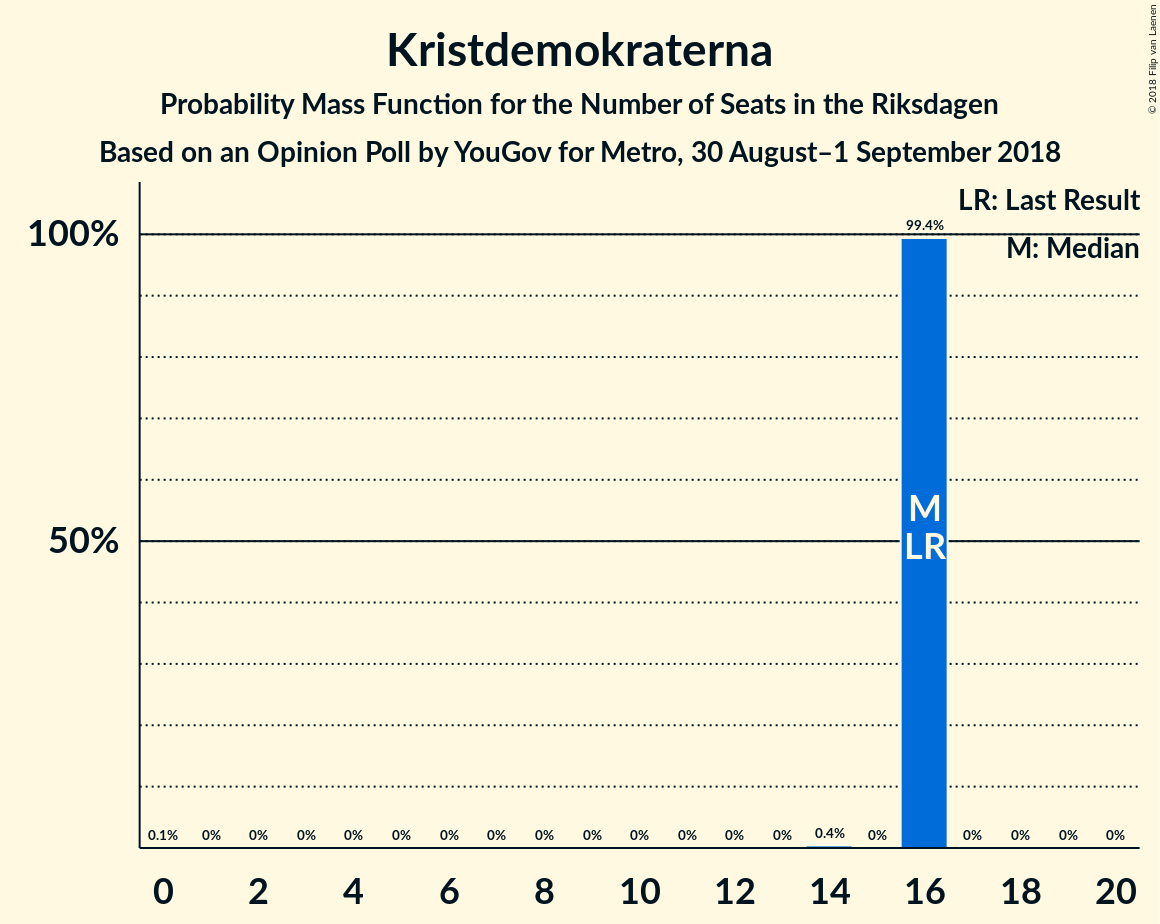 Kristdemokraterna
Probability Mass Function for the Number of Seats in the Riksdagen
Based on an Opinion Poll by YouGov for Metro, 30 August–1 September 2018
© 2018 Filip van Laenen
LR: Last Result
M: Median
100%
50%
99.4%
M
LR
0.1% 0% 0% 0% 0% 0% 0% 0% 0% 0% 0% 0% 0% 0% 0.4% 0% 0% 0% 0% 0%
0 2 4 6 8 10 12 14 16 18 20